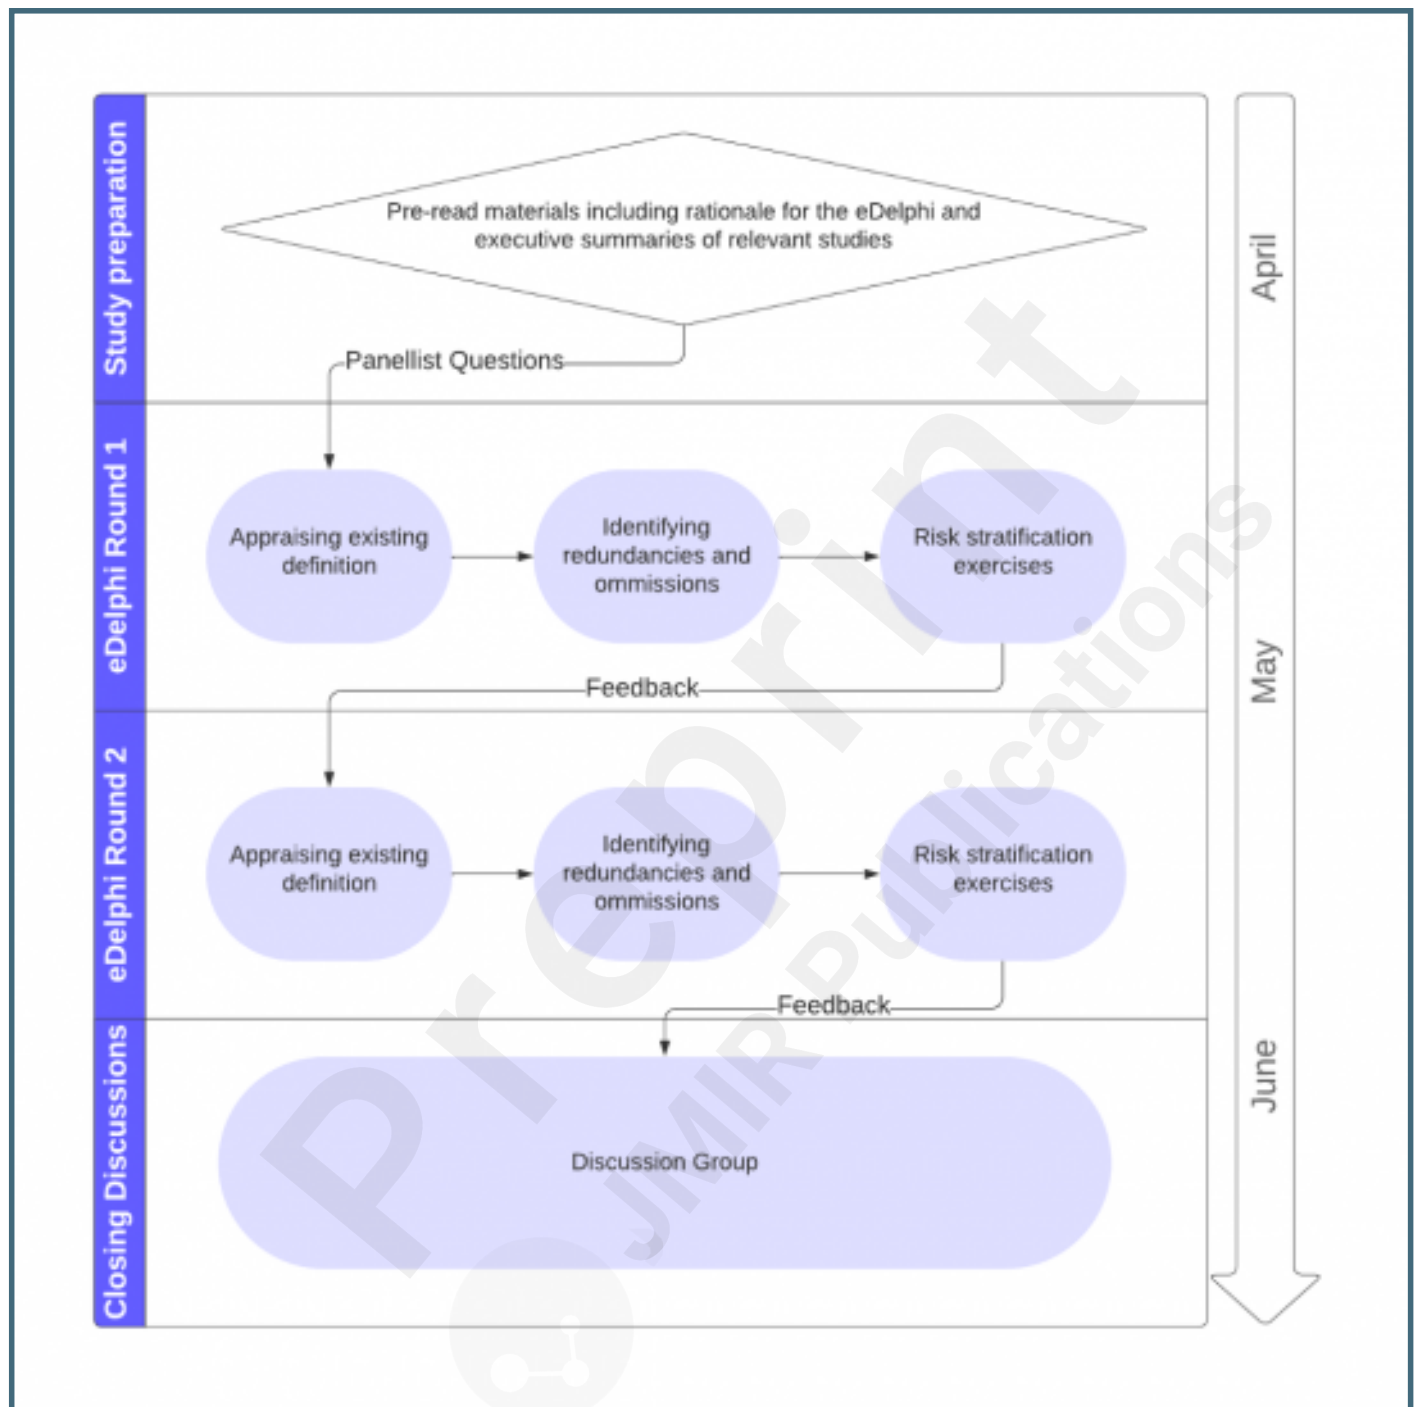 Study preparation
Pre-read materials including rationale for the eDelphi and
executive summaries of relevant studies
Panellist Questions
April
eDelphi Round 1
Appraising existing
definition
Identifying
redundancies and
ommissions
Risk stratification
exercises
Feedback
May
eDelphi Round 2
Appraising existing
definition
Identifying
redundancies and
ommissions
Risk stratification
exercises
Feedback
June
Closing Discussions
Discussion Group
Preprint
JMIR Publications